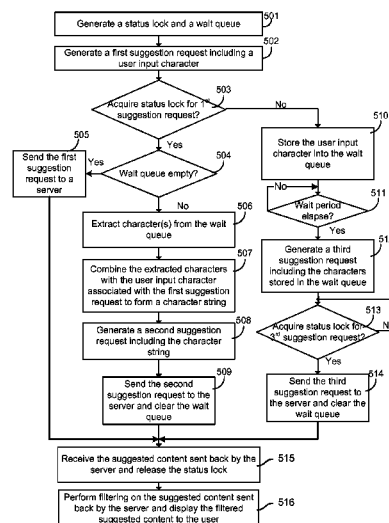 Generate a status lock and a wait queue
501
502
Generate a first suggestion request including a
user input character
503
Acquire status lock for 1st
suggestion request?
No
Yes
505
Send the first
suggestion
request to a
server
Yes
504
Wait queue empty?
No
506
Extract character(s) from the wait
queue
507
Combine the extracted characters
with the user input character
associated with the first suggestion
request to form a character string
508
Generate a second suggestion
request including the character
string
509
Send the second
suggestion request to the
server and clear the wait
queue
510
Store the user input
character into the wait
queue
No
511
Wait period
elapse?
Yes
51
Generate a third suggestion
request including the characters
stored in the wait queue
513
Acquire status lock for
3rd suggestion request?
N
Yes
514
Send the third
suggestion request to
the server and clear the
wait queue
Receive the suggested content sent back by the
server and release the status lock
515
Perform filtering on the suggested content sent
back by the server and display the filtered
suggested content to the user
516